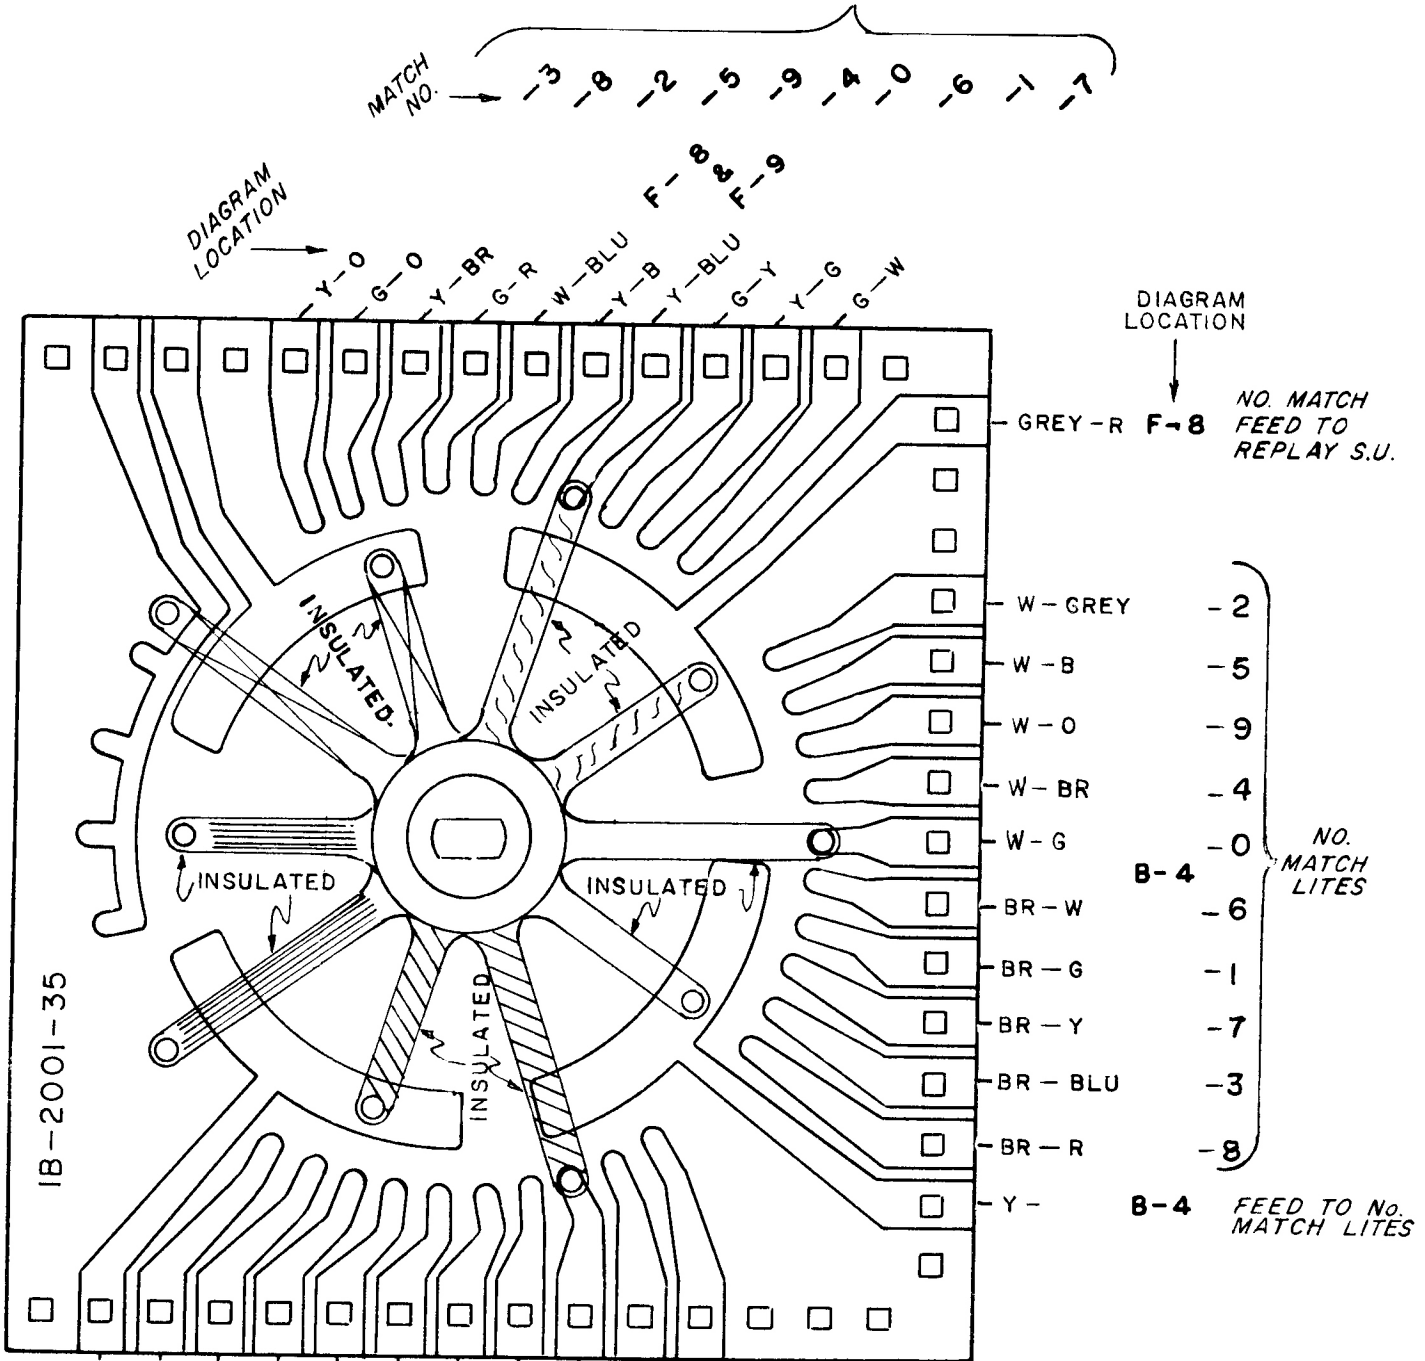 MATCH
NO.
-3 -8 -2 -5 -9 -4 -0 -6 -1 -7
F-8
&
F-9
DIAGRAM
LOCATION
Y-O
G-O
Y-BR
G-R
W-BLU
Y-B
Y-BLU
G-Y
Y-G
G-W
DIAGRAM
LOCATION
GREY-R F-8
NO. MATCH
FEED TO
REPLAY S.U.
W-GREY -2
W-B -5
W-O -9
W-BR -4
W-G -0
B-4
BR-W -6
BR-G -1
BR-Y -7
BR-BLU -3
BR-R -8
NO.
MATCH
LITES
Y- B-4
FEED TO No.
MATCH LITES
INSULATED.
INSULATED
INSULATED
INSULATED
INSULATED
IB-2001-35